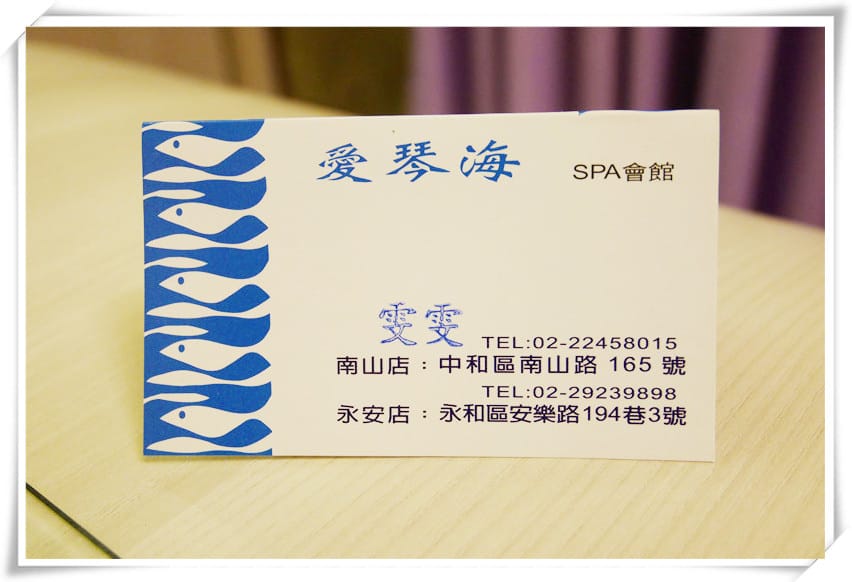 愛琴海 SPA會館
雯雯 TEL:02-22458015
南山店：中和區南山路 165 號
TEL:02-29239898
永安店：永和區安樂路194巷3號